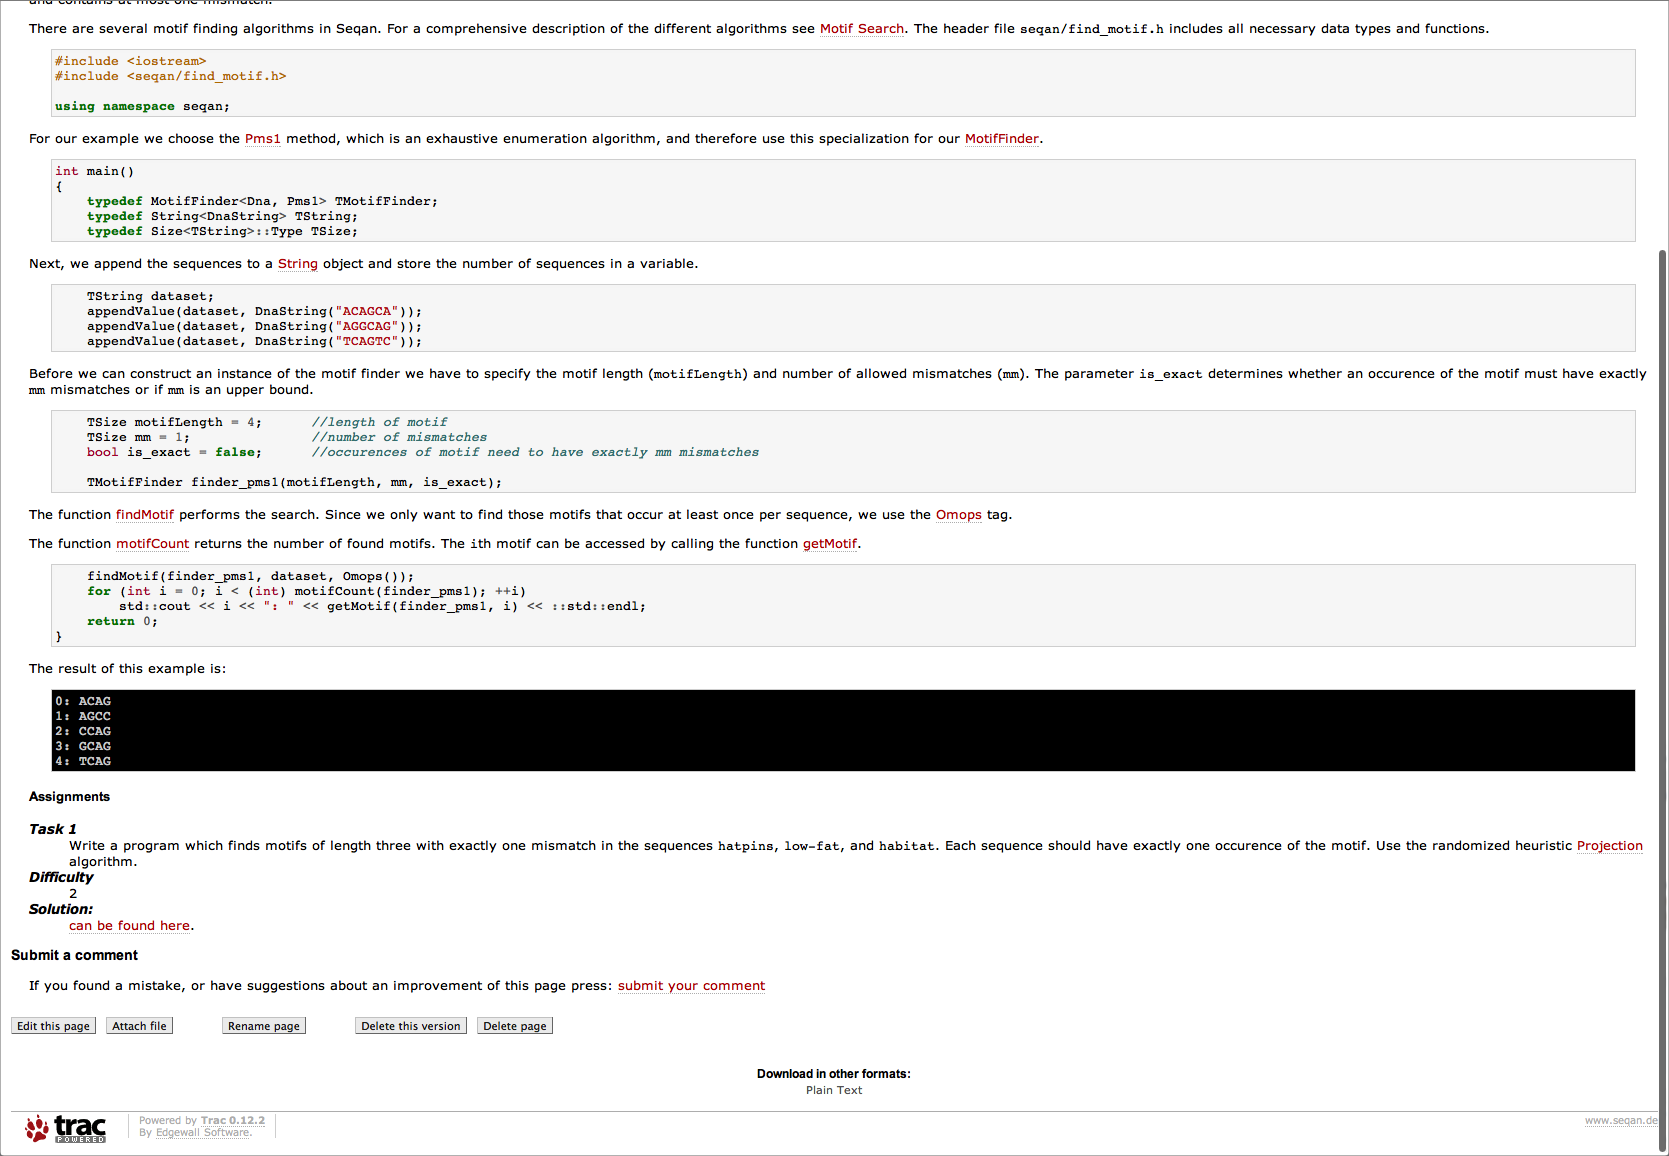 and contains at most one mismatch.
There are several motif finding algorithms in Seqan. For a comprehensive description of the different algorithms see Motif Search. The header file seqan/find_motif.h includes all necessary data types and functions.
#include <iostream>
#include <seqan/find_motif.h>
using namespace seqan;
For our example we choose the Pms1 method, which is an exhaustive enumeration algorithm, and therefore use this specialization for our MotifFinder.
int main()
{
typedef MotifFinder<Dna, Pms1> TMotifFinder;
typedef String<DnaString> TString;
typedef Size<TString>::Type TSize;
Next, we append the sequences to a String object and store the number of sequences in a variable.
TString dataset;
appendValue(dataset, DnaString("ACAGCA"));
appendValue(dataset, DnaString("AGGCAG"));
appendValue(dataset, DnaString("TCAGTC"));
Before we can construct an instance of the motif finder we have to specify the motif length (motifLength) and number of allowed mismatches (mm). The parameter is_exact determines whether an occurence of the motif must have exactly
mm mismatches or if mm is an upper bound.
TSize motifLength = 4; //length of motif
TSize mm = 1; //number of mismatches
bool is_exact = false; //occurences of motif need to have exactly mm mismatches
TMotifFinder finder_pms1(motifLength, mm, is_exact);
The function findMotif performs the search. Since we only want to find those motifs that occur at least once per sequence, we use the Omops tag.
The function motifCount returns the number of found motifs. The ith motif can be accessed by calling the function getMotif.
findMotif(finder_pms1, dataset, Omops());
for (int i = 0; i < (int) motifCount(finder_pms1); ++i)
std::cout << i << ": " << getMotif(finder_pms1, i) << ::std::endl;
return 0;
}
The result of this example is:
0: ACAG
1: AGCC
2: CCAG
3: GCAG
4: TCAG
Assignments
Task 1
Write a program which finds motifs of length three with exactly one mismatch in the sequences hatpins, low-fat, and habitat. Each sequence should have exactly one occurence of the motif. Use the randomized heuristic Projection
algorithm.
Difficulty
2
Solution:
can be found here.
Submit a comment
If you found a mistake, or have suggestions about an improvement of this page press: submit your comment
Edit this page Attach file Rename page Delete this version Delete page
Download in other formats:
Plain Text
trac POWERED
Powered by Trac 0.12.2
By Edgewall Software.
www.seqan.de